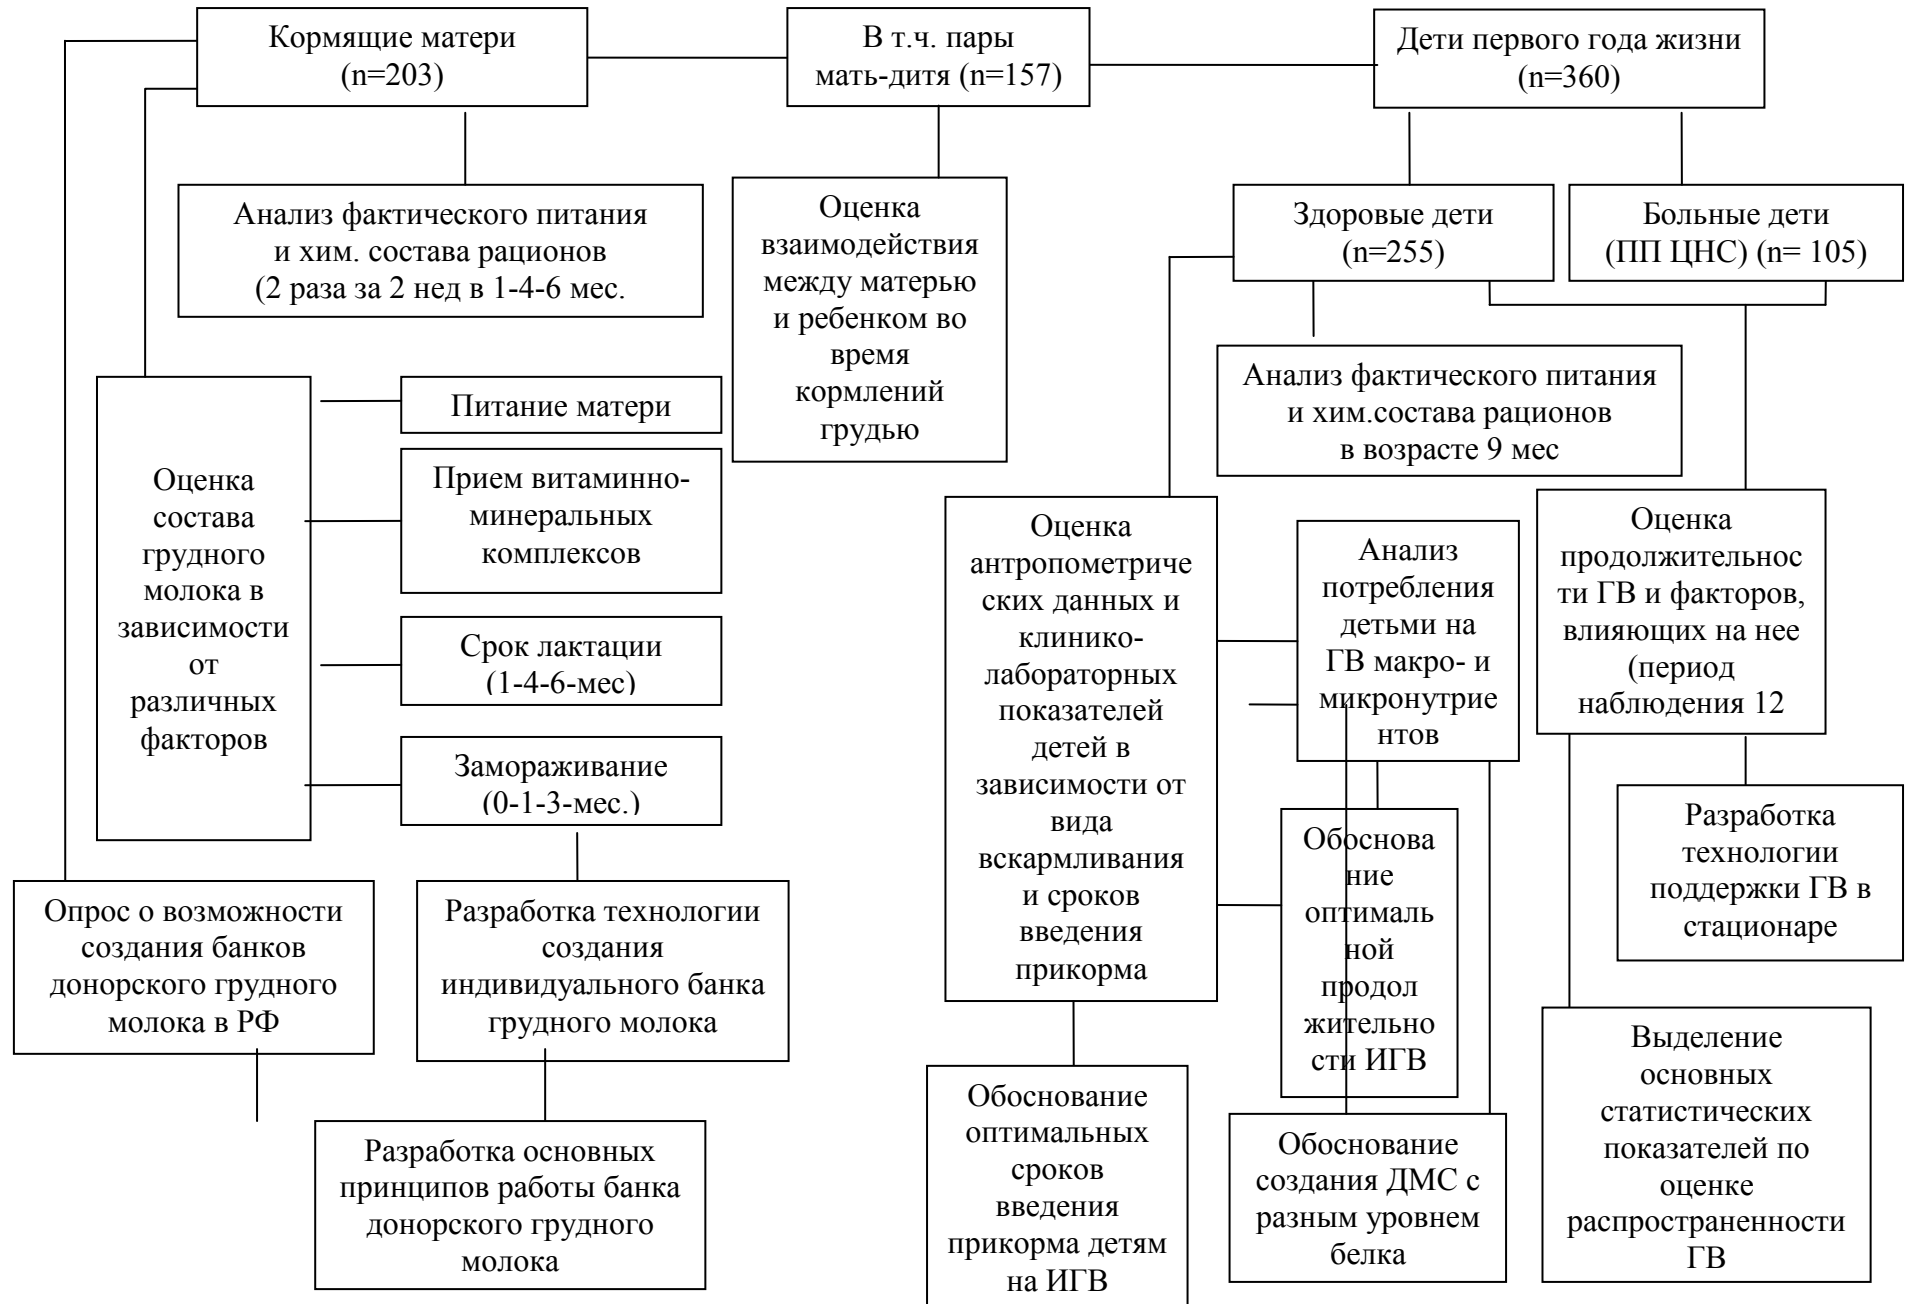 Кормящие матери
(n=203)
В т.ч. пары
мать-дитя (n=157)
Дети первого года жизни
(n=360)
Анализ фактического питания
и хим. состава рационов
(2 раза за 2 нед в 1-4-6 мес.
Оценка
взаимодействия
между матерью
и ребенком во
время
кормлений
грудью
Здоровые дети
(n=255)
Больные дети
(ПП ЦНС) (n= 105)
Анализ фактического питания
и хим.состава рационов
в возрасте 9 мес
Оценка
состава
грудного
молока в
зависимости
от
различных
факторов
Питание матери
Прием витаминно-
минеральных
комплексов
Срок лактации
(1-4-6-мес)
Замораживание
(0-1-3-мес.)
Оценка
антропометриче
ских данных и
клинико-
лабораторных
показателей
детей в
зависимости от
вида
вскармливания
и сроков
введения
прикорма
Анализ
потребления
детьми на
ГВ макро- и
микронутрие
нтов
Оценка
продолжительнос
ти ГВ и факторов,
влияющих на нее
(период
наблюдения 12
Обоснова
ние
оптималь
ной
продол
жительно
сти ИГВ
Разработка
технологии
поддержки ГВ в
стационаре
Опрос о возможности
создания банков
донорского грудного
молока в РФ
Разработка технологии
создания
индивидуального банка
грудного молока
Разработка основных
принципов работы банка
донорского грудного
молока
Обоснование
оптимальных
сроков
введения
прикорма детям
на ИГВ
Обоснование
создания ДМС с
разным уровнем
белка
Выделение
основных
статистических
показателей по
оценке
распространенности
ГВ